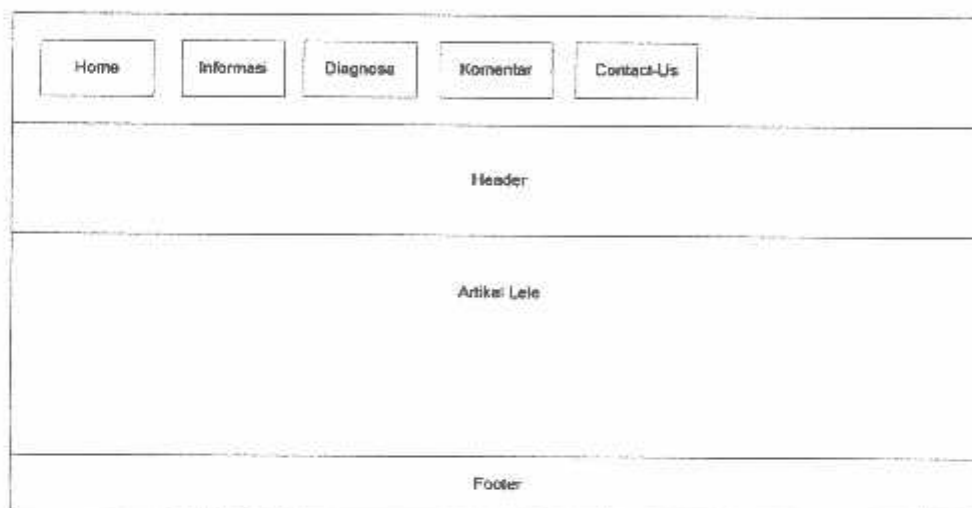 Home Informasi Diagnosa Komentar Contact-Us
Header
Artikel Lele
Footer